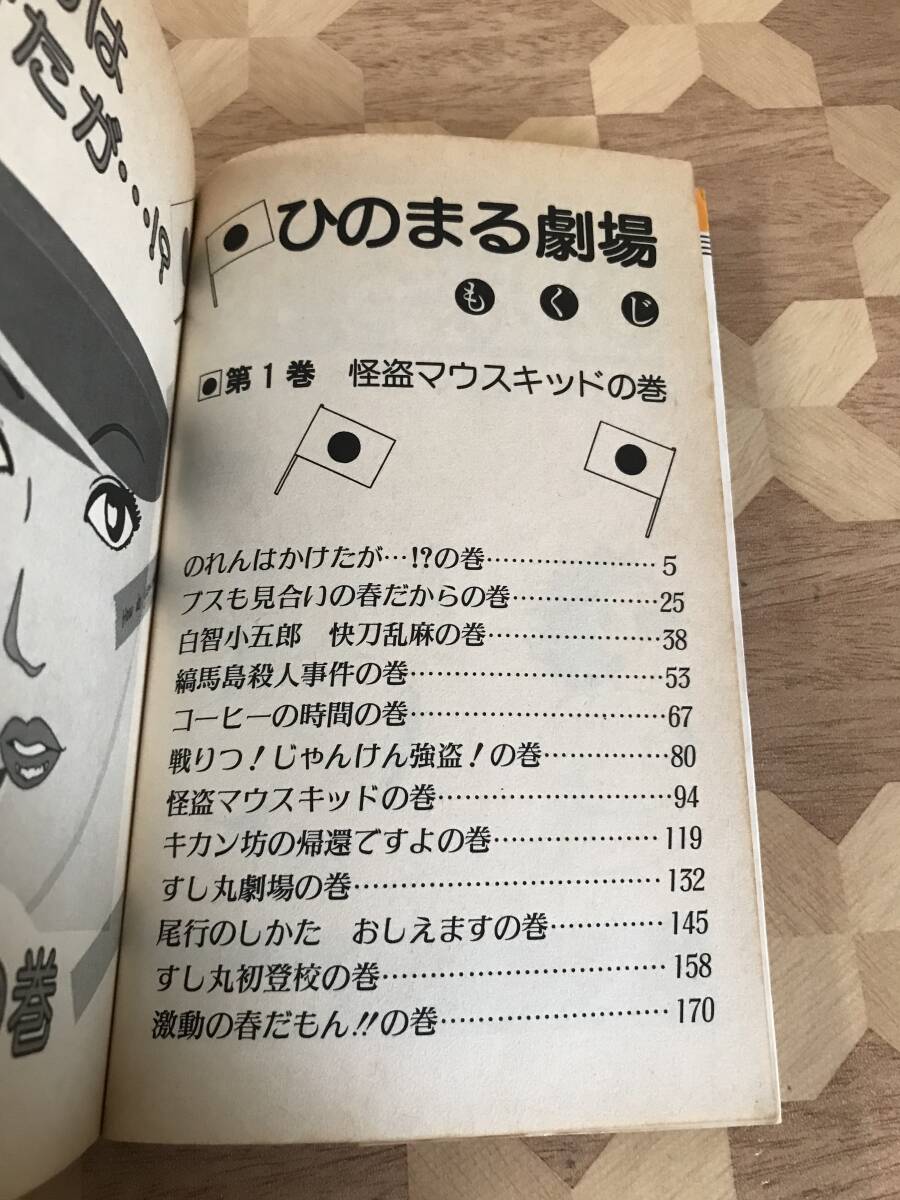 ひのまる劇場
もくじ
第1巻　怪盗マウスキッドの巻
のれんはかけたが…!?の巻……………… 5
ブスも見合いの春だからの巻……………25
白智小五郎　快刀乱麻の巻………………38
縞馬島殺人事件の巻………………………53
コーヒーの時間の巻………………………67
戦りつ！じゃんけん強盗！の巻…………80
怪盗マウスキッドの巻……………………94
キカン坊の帰還ですよの巻………………119
すし丸劇場の巻……………………………132
尾行のしかた　おしえますの巻…………145
すし丸初登校の巻…………………………158
激動の春だもん!!の巻……………………170
は
たが…!?
巻